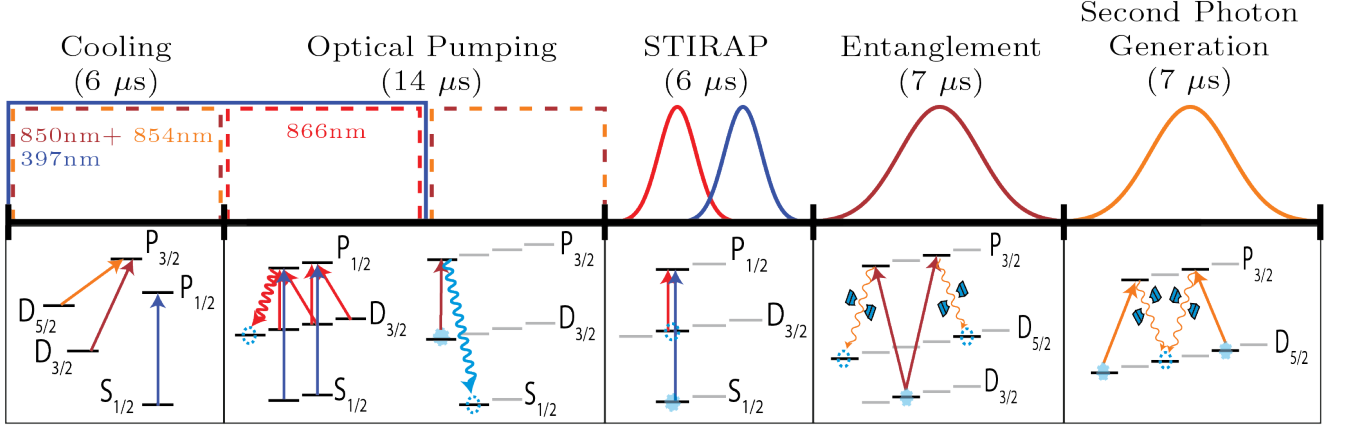 Cooling
(6 μs)
Optical Pumping
(14 μs)
STIRAP
(6 μs)
Entanglement
(7 μs)
Second Photon
Generation
(7 μs)
850nm+ 854nm
397nm
866nm
P3/2
P1/2
D5/2
D3/2
S1/2
P1/2
D3/2
S1/2
P3/2
D3/2
S1/2
P1/2
D3/2
S1/2
P3/2
D5/2
D3/2
P3/2
D5/2